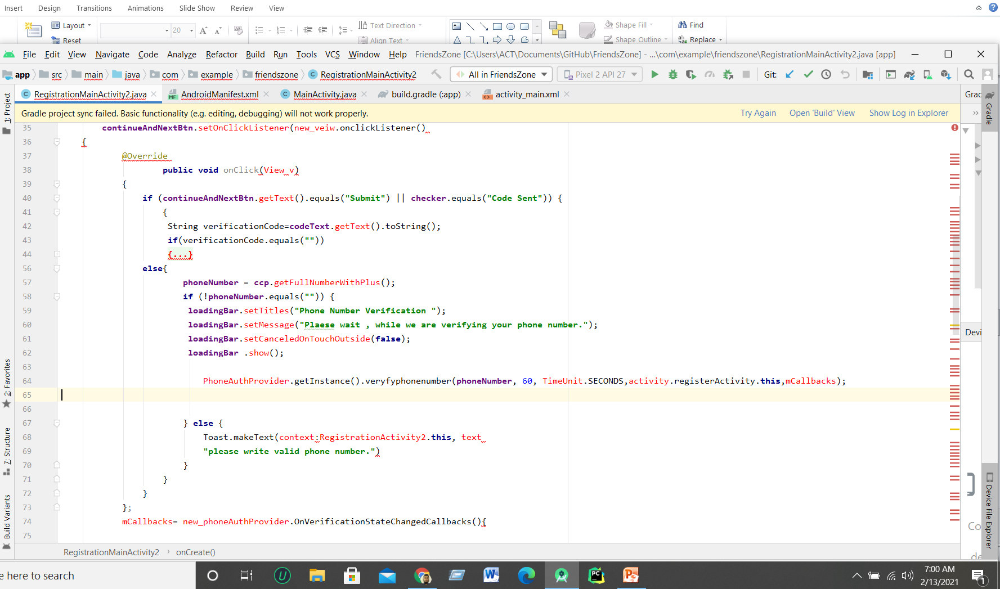 Insert Design Transitions Animations Slide Show Review View
Layout 20 Text Direction Shape Fill Find
Reset Align Text Shape Outline Replace
File Edit View Navigate Code Analyze Refactor Build Run Tools VCS Window Help FriendsZone [C:\Users\ACT\Documents\GitHub\FriendsZone] - ...\com\example\friendszone\RegistrationMainActivity2.java [app]
app src main java com example friendszone RegistrationMainActivity2 All in FriendsZone Pixel 2 API 27 Git:
RegistrationMainActivity2.java AndroidManifest.xml MainActivity.java build.gradle (:app) activity_main.xml Grad
Gradle project sync failed. Basic functionality (e.g. editing, debugging) will not work properly. Try Again Open 'Build' View Show Log in Explorer
35 continueAndNextBtn.setOnClickListener(new_veiw.onclickListener()
36 {
37 @Override
38 public void onClick(View v)
39 {
40 if (continueAndNextBtn.getText().equals("Submit") || checker.equals("Code Sent")) {
41 {
42 String verificationCode=codeText.getText().toString();
43 if(verificationCode.equals(""))
44 {...}
56 else{
57 phoneNumber = ccp.getFullNumberWithPlus();
58 if (!phoneNumber.equals("")) {
59 loadingBar.setTitles("Phone Number Verification ");
60 loadingBar.setMessage("Plaese wait , while we are verifying your phone number.");
61 loadingBar.setCanceledOnTouchOutside(false);
62 loadingBar .show();
63
64 PhoneAuthProvider.getInstance().veryfyphonenumber(phoneNumber, 60, TimeUnit.SECONDS,activity.registerActivity.this,mCallbacks);
65
66
67 } else {
68 Toast.makeText(context:RegistrationActivity2.this, text
69 "please write valid phone number.")
70 }
71 }
72 }
73 };
74 mCallbacks= new_phoneAuthProvider.OnVerificationStateChangedCallbacks(){
75
RegistrationMainActivity2 › onCreate()
1: Project
2: Favorites
7: Structure
Build Variants
Gradle
Devi
Device File Explorer
Co
de
e here to search
7:00 AM
2/13/2021
1